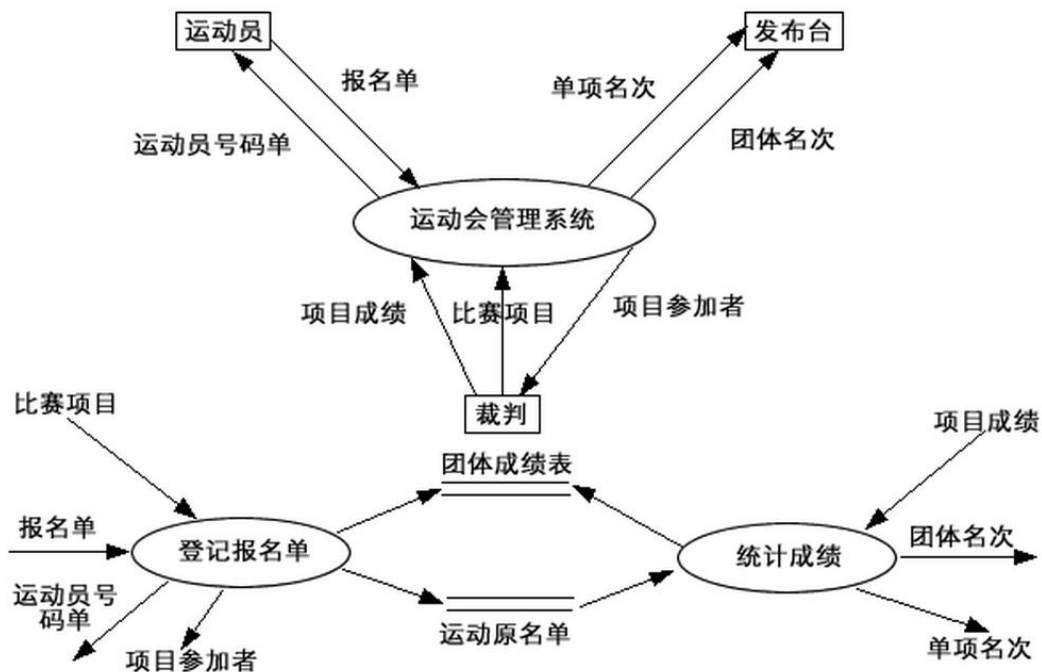 运动员
发布台
报名单
单项名次
运动员号码单
团体名次
运动会管理系统
项目成绩
比赛项目
项目参加者
裁判
比赛项目
项目成绩
团体成绩表
报名单
登记报名单
统计成绩
团体名次
运动员号
码单
运动原名单
项目参加者
单项名次